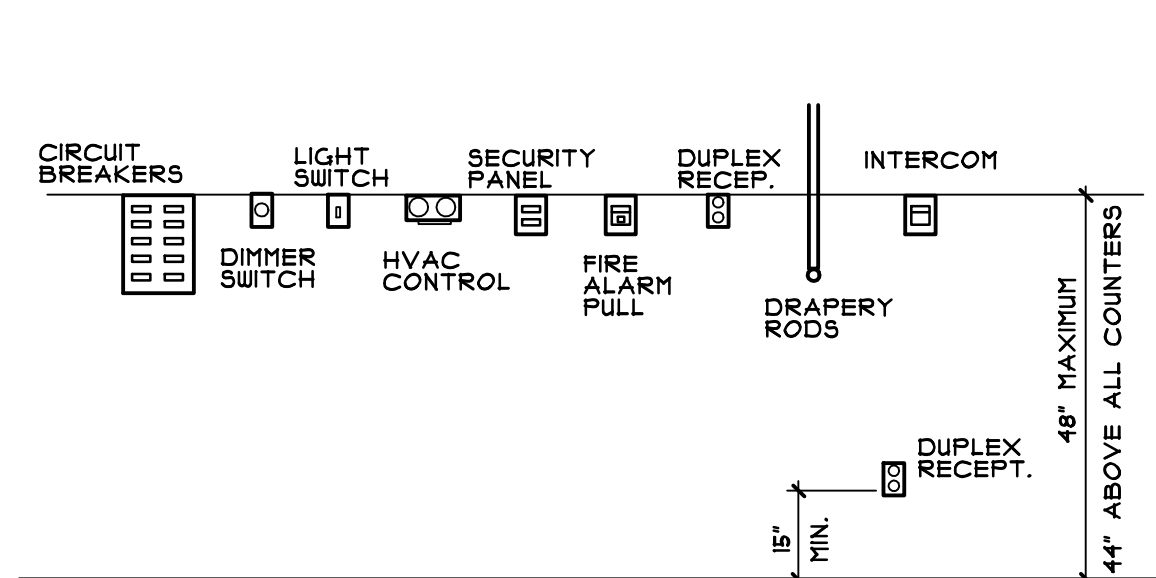 CIRCUIT
BREAKERS
LIGHT
SWITCH
SECURITY
PANEL
DUPLEX
RECEP.
INTERCOM
DIMMER
SWITCH
HVAC
CONTROL
FIRE
ALARM
PULL
DRAPERY
RODS
48" MAXIMUM
44" ABOVE ALL COUNTERS
DUPLEX
RECEPT.
15"
MIN.